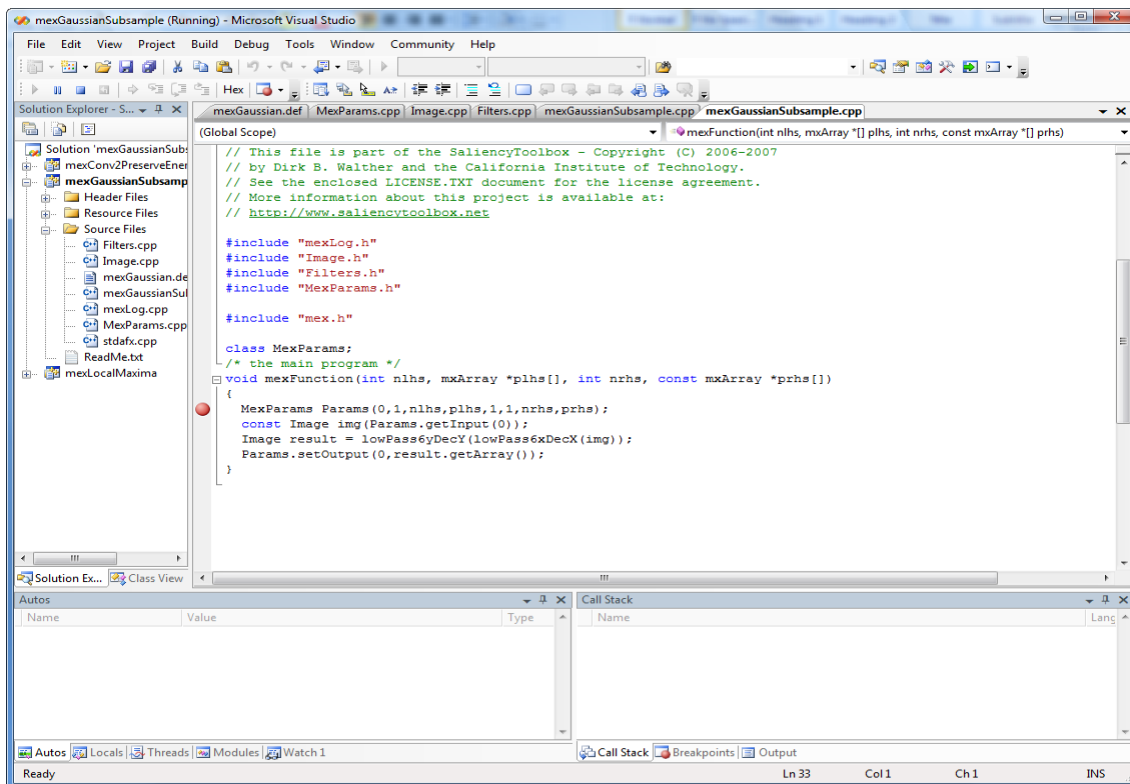 mexGaussianSubsample (Running) - Microsoft Visual Studio
File Edit View Project Build Debug Tools Window Community Help
Hex
Solution Explorer - S...
mexGaussian.def MexParams.cpp Image.cpp Filters.cpp mexGaussianSubsample.cpp mexGaussianSubsample.cpp
(Global Scope) mexFunction(int nlhs, mxArray *[] plhs, int nrhs, const mxArray *[] prhs)
Solution 'mexGaussianSubs
mexConv2PreserveEner
mexGaussianSubsamp
Header Files
Resource Files
Source Files
Filters.cpp
Image.cpp
mexGaussian.de
mexGaussianSul
mexLog.cpp
MexParams.cpp
stdafx.cpp
ReadMe.txt
mexLocalMaxima
// This file is part of the SaliencyToolbox - Copyright (C) 2006-2007
// by Dirk B. Walther and the California Institute of Technology.
// See the enclosed LICENSE.TXT document for the license agreement.
// More information about this project is available at:
// http://www.saliencytoolbox.net
#include "mexLog.h"
#include "Image.h"
#include "Filters.h"
#include "MexParams.h"
#include "mex.h"
class MexParams;
/* the main program */
void mexFunction(int nlhs, mxArray *plhs[], int nrhs, const mxArray *prhs[])
{
MexParams Params(0,1,nlhs,plhs,1,1,nrhs,prhs);
const Image img(Params.getInput(0));
Image result = lowPass6yDecY(lowPass6xDecX(img));
Params.setOutput(0,result.getArray());
}
Solution Ex... Class View
Autos
Name Value Type
Call Stack
Name Lang
Autos Locals Threads Modules Watch 1
Call Stack Breakpoints Output
Ready Ln 33 Col 1 Ch 1 INS